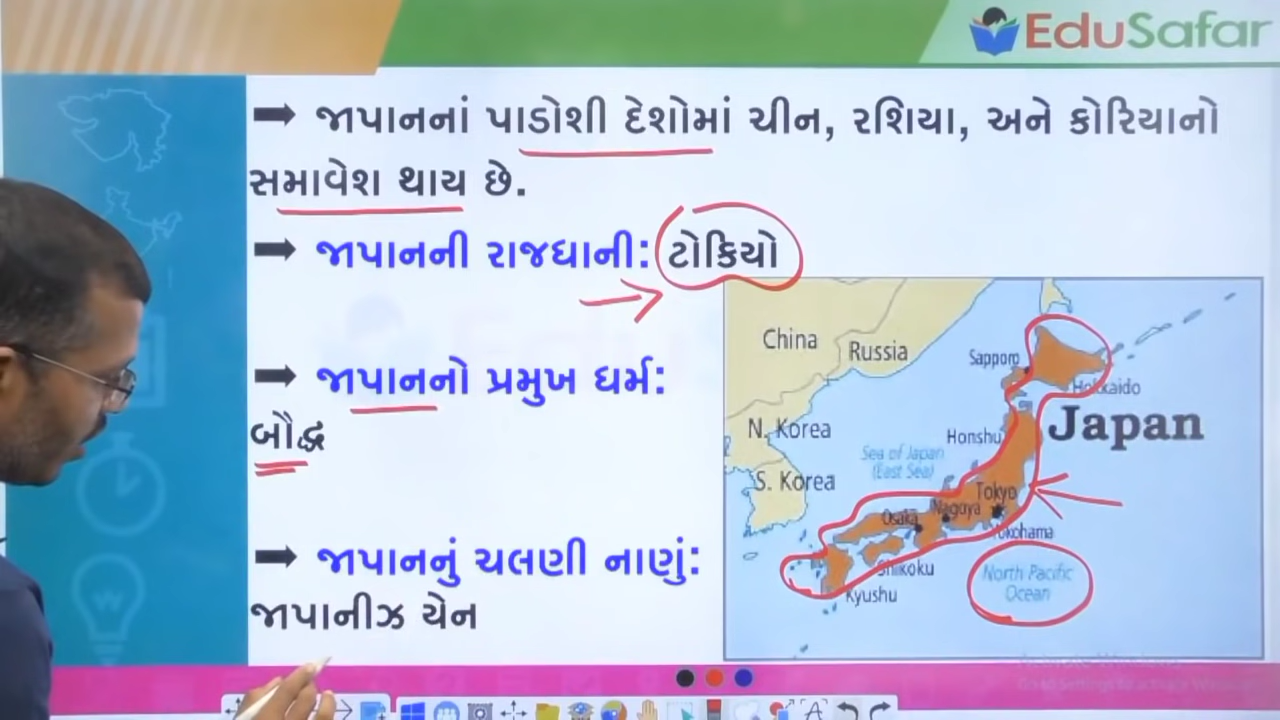 EduSafar
➡ જાપાનનાં પાડોશી દેશોમાં ચીન, રશિયા, અને કોરિયાનો
સમાવેશ થાય છે.
➡ જાપાનની રાજધાની: ટોકિયો
➡ જાપાનનો પ્રમુખ ધર્મ:
બૌદ્ધ
➡ જાપાનનું ચલણી નાણું:
જાપાનીઝ યેન
China
Russia
Sapporo
Hokkaido
Japan
N. Korea
Honshu
Sea of Japan
(East Sea)
S. Korea
Tokyo
Nagoya
Osaka
Yokohama
Shikoku
Kyushu
North Pacific
Ocean